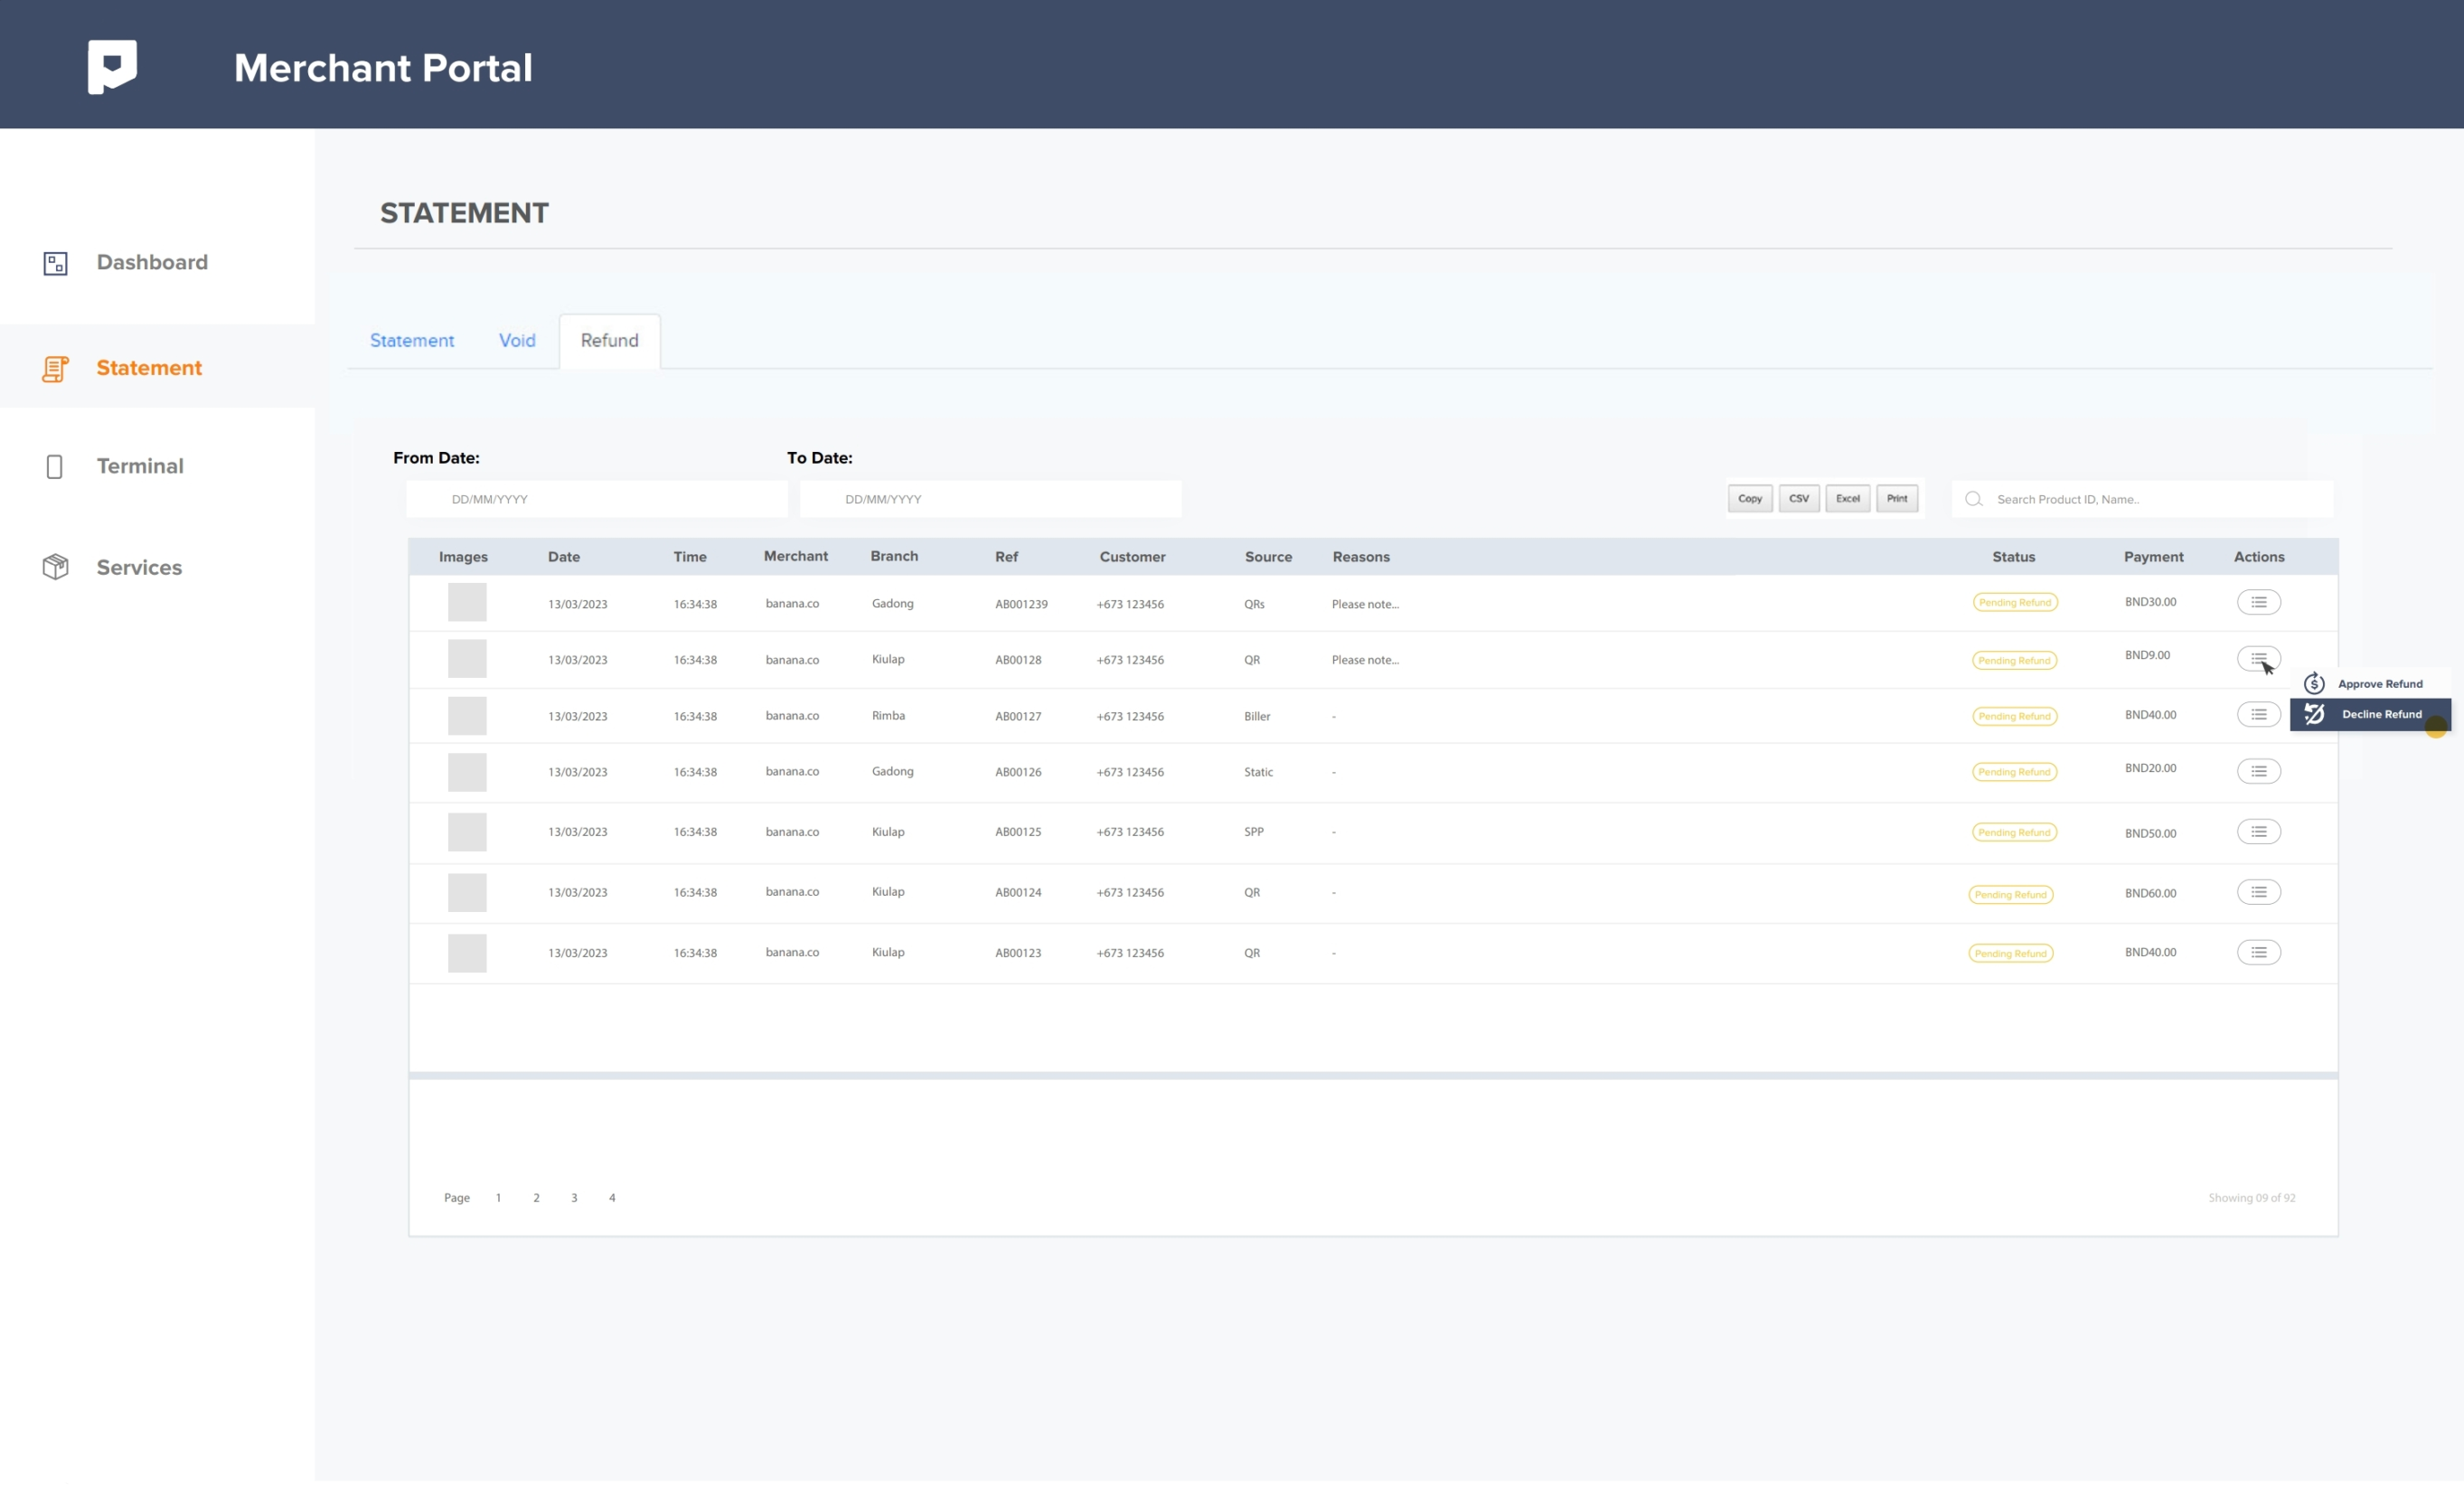 Merchant Portal
STATEMENT
Dashboard
Statement
Terminal
Services
Statement Void Refund
From Date: To Date:
DD/MM/YYYY DD/MM/YYYY Copy CSV Excel Print Search Product ID, Name..
Images Date Time Merchant Branch Ref Customer Source Reasons Status Payment Actions
13/03/2023 16:34:38 banana.co Gadong AB001239 +673 123456 QRs Please note... Pending Refund BND30.00
13/03/2023 16:34:38 banana.co Kiulap AB00128 +673 123456 QR Please note... Pending Refund BND9.00
Approve Refund
Decline Refund
13/03/2023 16:34:38 banana.co Rimba AB00127 +673 123456 Biller - Pending Refund BND40.00
13/03/2023 16:34:38 banana.co Gadong AB00126 +673 123456 Static - Pending Refund BND20.00
13/03/2023 16:34:38 banana.co Kiulap AB00125 +673 123456 SPP - Pending Refund BND50.00
13/03/2023 16:34:38 banana.co Kiulap AB00124 +673 123456 QR - Pending Refund BND60.00
13/03/2023 16:34:38 banana.co Kiulap AB00123 +673 123456 QR - Pending Refund BND40.00
Page 1 2 3 4 Showing 09 of 92